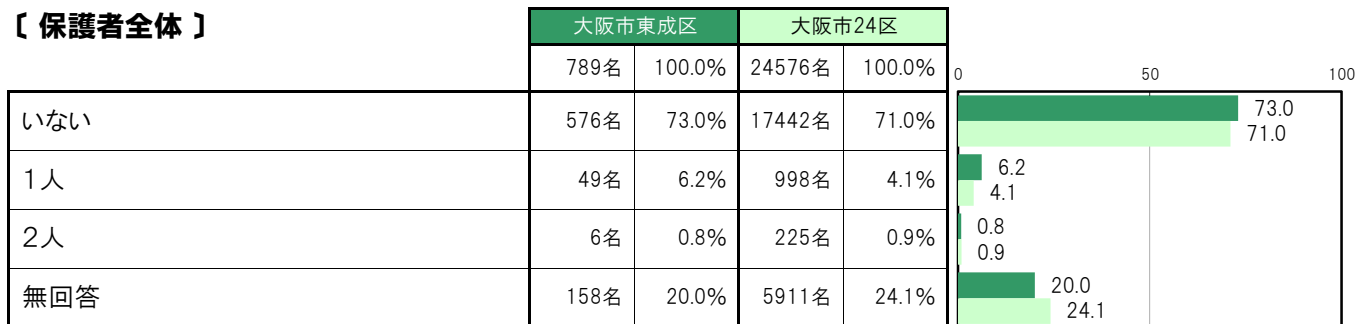 〔 保護者全体 〕
大阪市東成区 大阪市24区
789名 100.0% 24576名 100.0%
0 50 100
いない 576名 73.0% 17442名 71.0%
73.0
71.0
1人 49名 6.2% 998名 4.1%
6.2
4.1
2人 6名 0.8% 225名 0.9%
0.8
0.9
無回答 158名 20.0% 5911名 24.1%
20.0
24.1